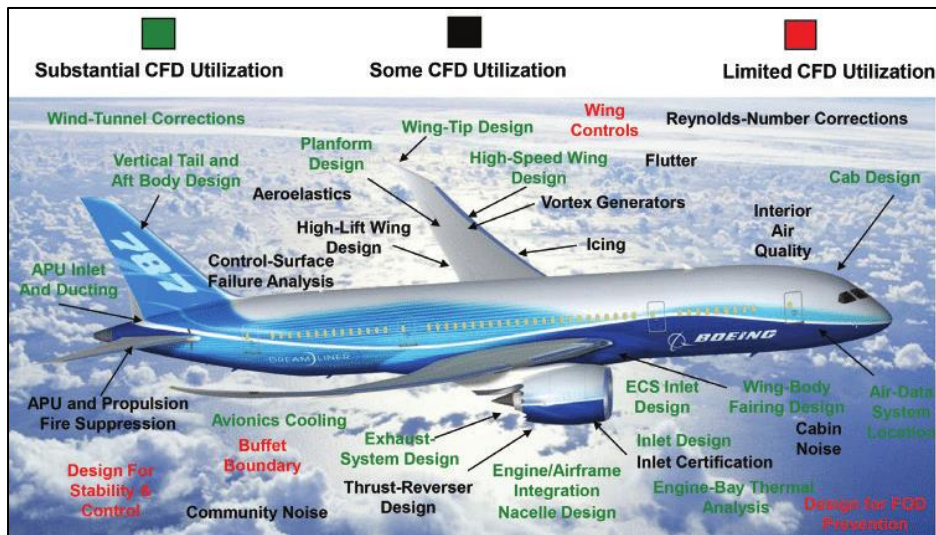 Substantial CFD Utilization
Some CFD Utilization
Limited CFD Utilization
Wind-Tunnel Corrections
Wing-Tip Design
Wing
Controls
Reynolds-Number Corrections
Vertical Tail and
Aft Body Design
Planform
Design
High-Speed Wing
Design
Flutter
Cab Design
Aeroelastics
Vortex Generators
High-Lift Wing
Design
Icing
Interior
Air
Quality
Control-Surface
Failure Analysis
APU Inlet
And Ducting
787
DREAMLINER
BOEING
APU and Propulsion
Fire Suppression
Avionics Cooling
Buffet
Boundary
Exhaust-
System Design
ECS Inlet
Design
Wing-Body
Fairing Design
Air-Data
System
Location
Cabin
Noise
Inlet Design
Inlet Certification
Design For
Stability &
Control
Community Noise
Thrust-Reverser
Design
Engine/Airframe
Integration
Nacelle Design
Engine-Bay Thermal
Analysis
Design for FOD
Prevention